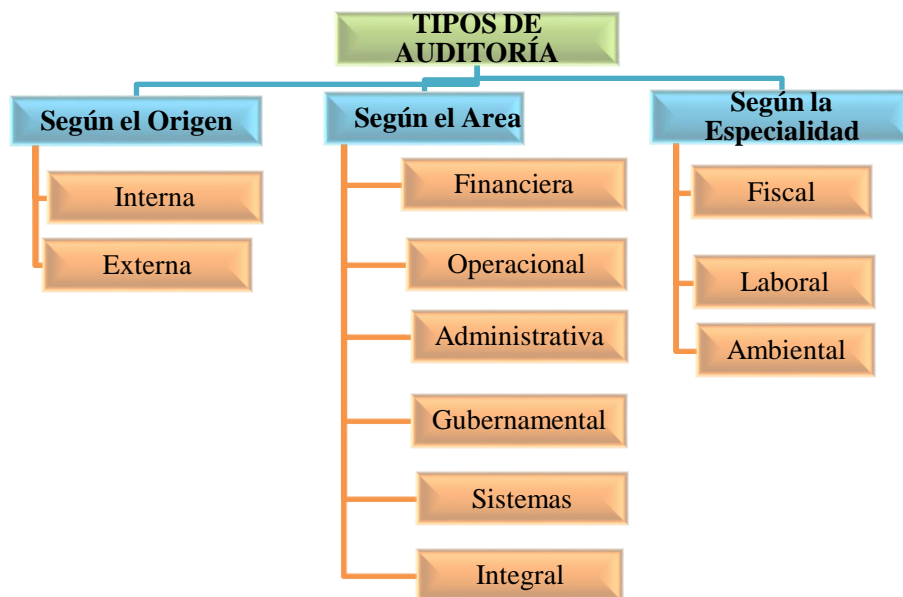 TIPOS DE
AUDITORÍA
Según el Origen
Interna
Externa
Según el Area
Financiera
Operacional
Administrativa
Gubernamental
Sistemas
Integral
Según la
Especialidad
Fiscal
Laboral
Ambiental